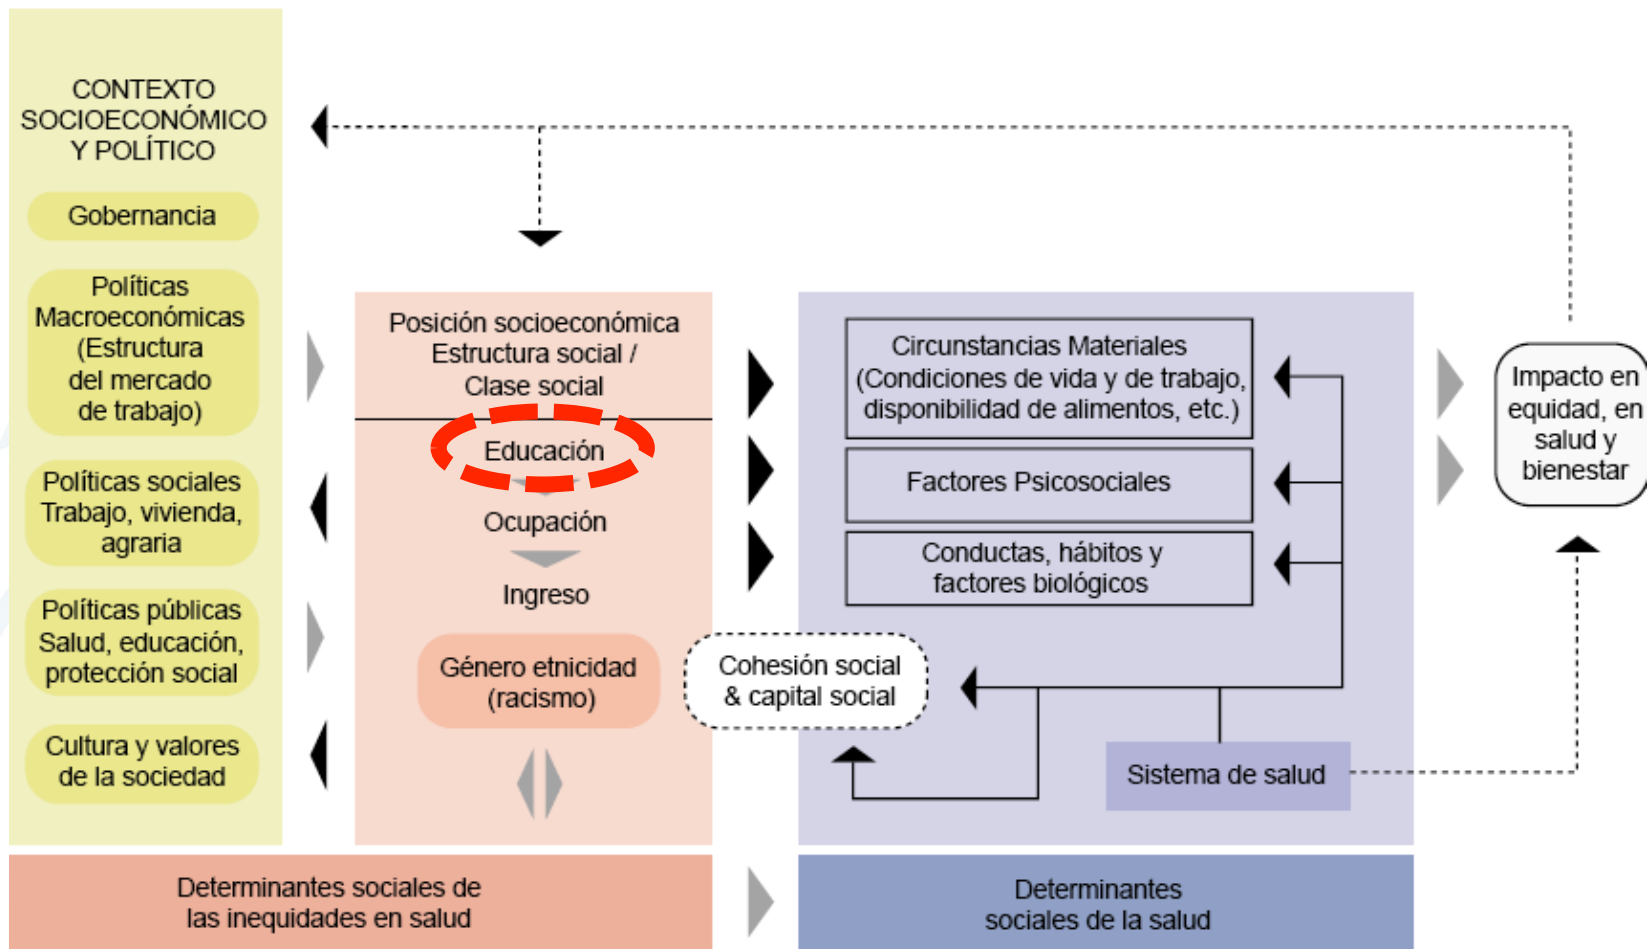 CONTEXTO
SOCIOECONÓMICO
Y POLÍTICO
Gobernancia
Políticas
Macroeconómicas
(Estructura
del mercado
de trabajo)
Políticas sociales
Trabajo, vivienda,
agraria
Políticas públicas
Salud, educación,
protección social
Cultura y valores
de la sociedad
Posición socioeconómica
Estructura social /
Clase social
Educación
Ocupación
Ingreso
Género etnicidad
(racismo)
Cohesión social
& capital social
Circunstancias Materiales
(Condiciones de vida y de trabajo,
disponibilidad de alimentos, etc.)
Factores Psicosociales
Conductas, hábitos y
factores biológicos
Sistema de salud
Impacto en
equidad, en
salud y
bienestar
Determinantes sociales de
las inequidades en salud
Determinantes
sociales de la salud